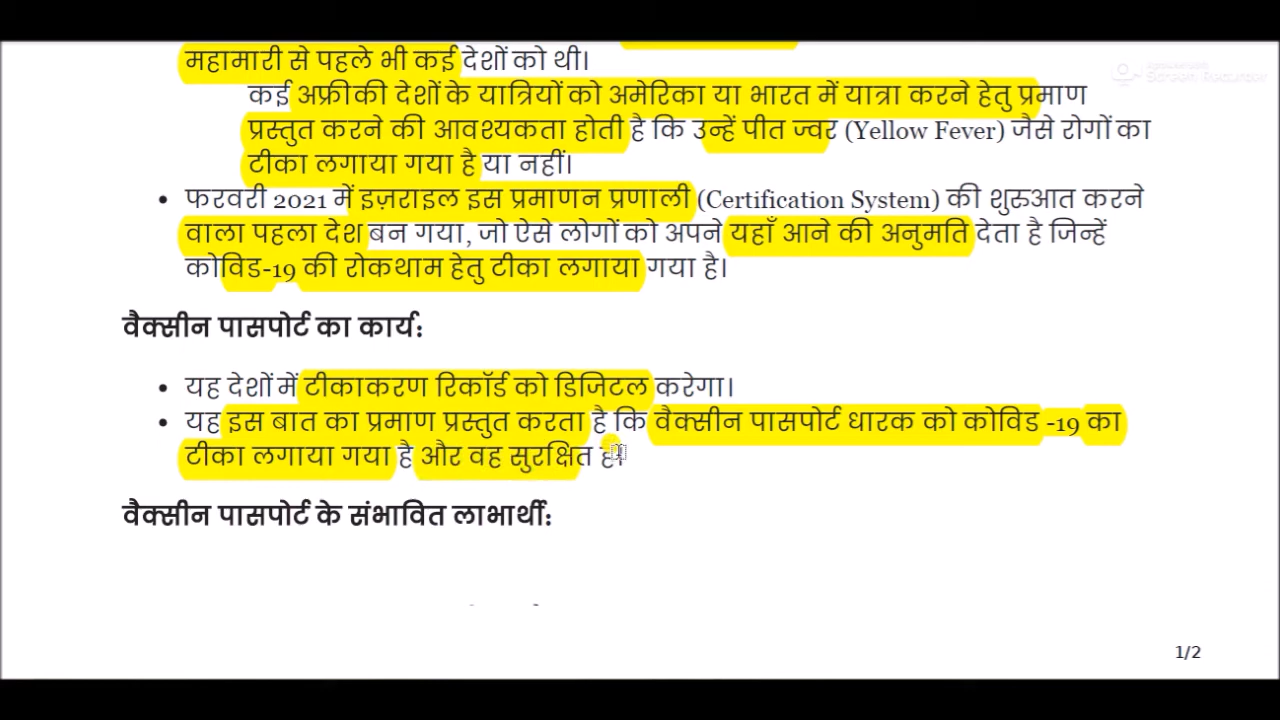 महामारी से पहले भी कई देशों को थी।
कई अफ्रीकी देशों के यात्रियों को अमेरिका या भारत में यात्रा करने हेतु प्रमाण
प्रस्तुत करने की आवश्यकता होती है कि उन्हें पीत ज्वर (Yellow Fever) जैसे रोगों का
टीका लगाया गया है या नहीं।
• फरवरी 2021 में इज़राइल इस प्रमाणन प्रणाली (Certification System) की शुरुआत करने
वाला पहला देश बन गया, जो ऐसे लोगों को अपने यहाँ आने की अनुमति देता है जिन्हें
कोविड-19 की रोकथाम हेतु टीका लगाया गया है।
वैक्सीन पासपोर्ट का कार्य:
• यह देशों में टीकाकरण रिकॉर्ड को डिजिटल करेगा।
• यह इस बात का प्रमाण प्रस्तुत करता है कि वैक्सीन पासपोर्ट धारक को कोविड -19 का
टीका लगाया गया है और वह सुरक्षित है।
वैक्सीन पासपोर्ट के संभावित लाभार्थी:
1/2
Screen Recorder